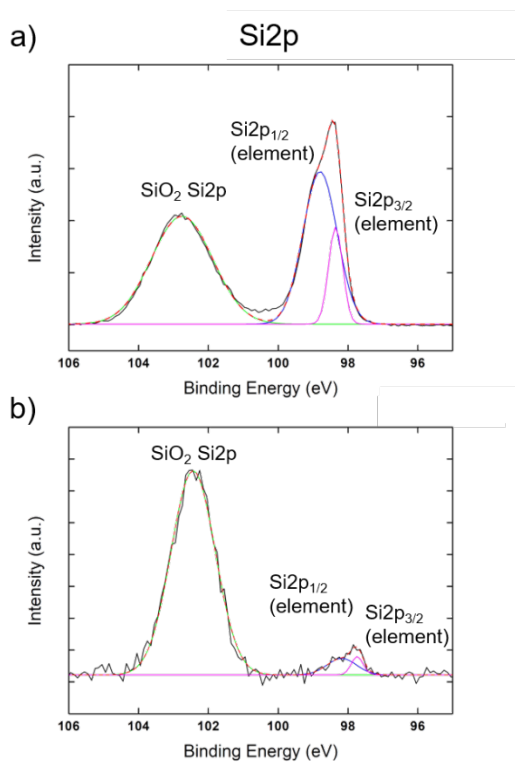 a) Si2p
Si2p1/2
(element)
SiO2 Si2p
Si2p3/2
(element)
Intensity (a.u.)
106 104 102 100 98 96
Binding Energy (eV)
b)
SiO2 Si2p
Si2p1/2
(element)
Si2p3/2
(element)
Intensity (a.u.)
106 104 102 100 98 96
Binding Energy (eV)